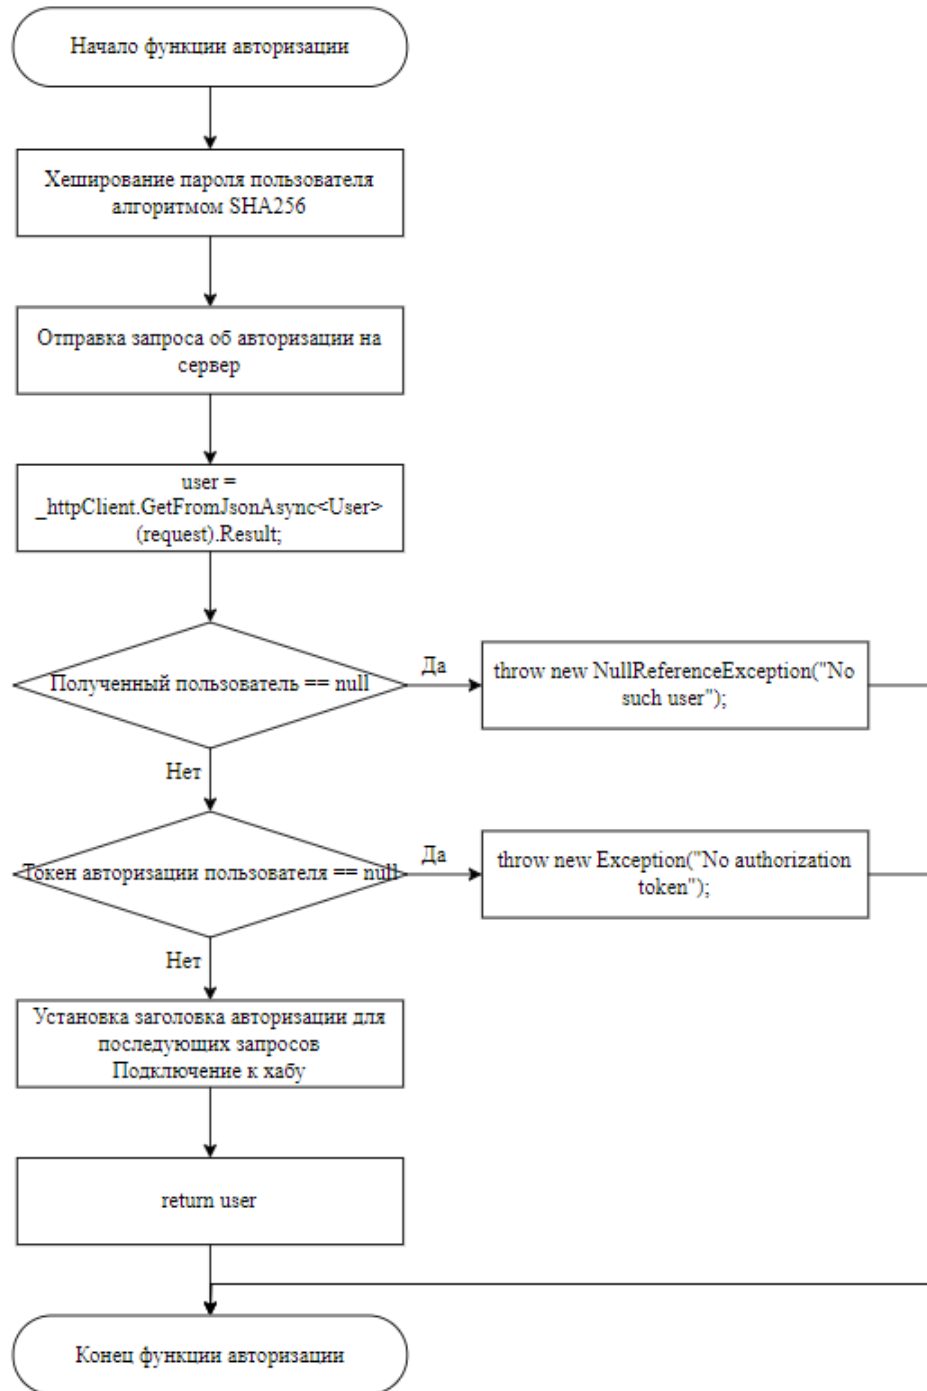 Начало функции авторизации
Хеширование пароля пользователя
алгоритмом SHA256
Отправка запроса об авторизации на
сервер
user =
_httpClient.GetFromJsonAsync<User>
(request).Result;
Полученный пользователь == null
Да
throw new NullReferenceException("No
such user");
Нет
Токен авторизации пользователя == null
Да
throw new Exception("No authorization
token");
Нет
Установка заголовка авторизации для
последующих запросов
Подключение к хабу
return user
Конец функции авторизации